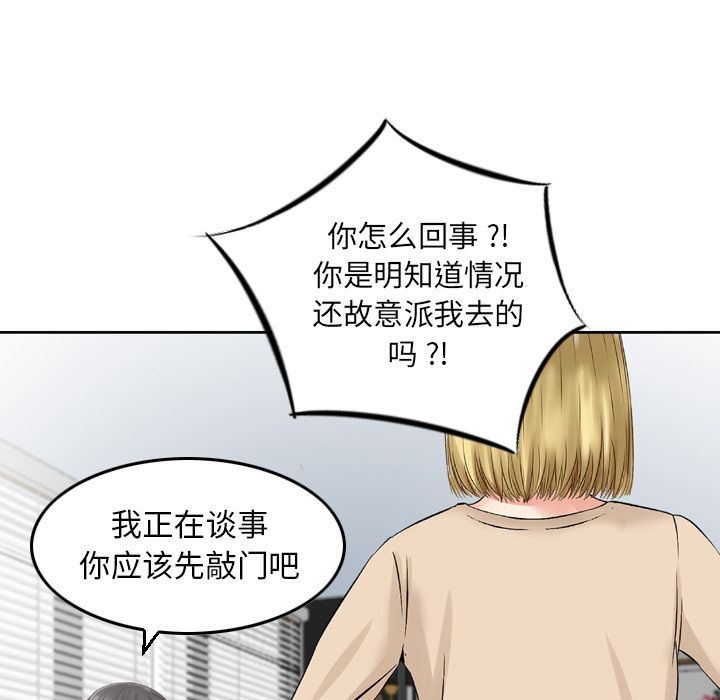 你怎么回事 ?!
你是明知道情况
还故意派我去的
吗 ?!
我正在谈事
你应该先敲门吧